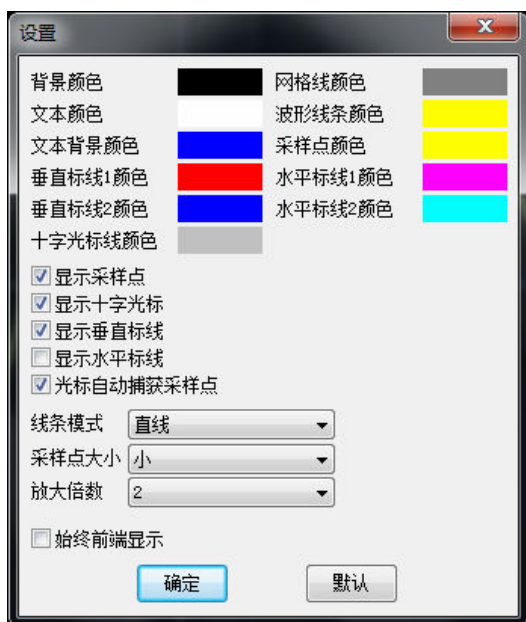 设置
背景颜色 网格线颜色
文本颜色 波形线条颜色
文本背景颜色 采样点颜色
垂直标线1颜色 水平标线1颜色
垂直标线2颜色 水平标线2颜色
十字光标线颜色
显示采样点
显示十字光标
显示垂直标线
显示水平标线
光标自动捕获采样点
线条模式 直线
采样点大小 小
放大倍数 2
始终前端显示
确定 默认